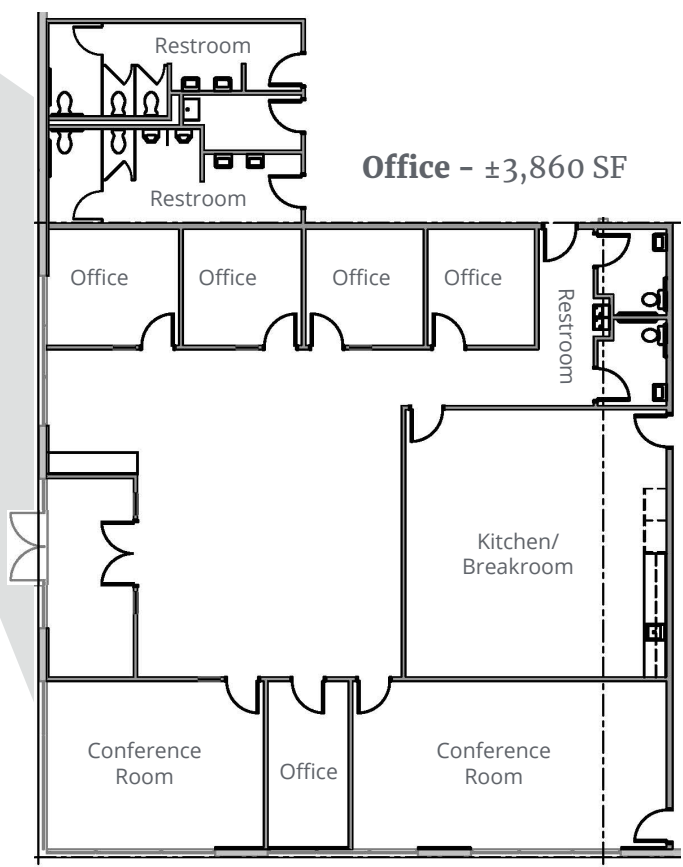 Restroom
Office – ±3,860 SF
Restroom
Office
Office
Office
Office
Restroom
Kitchen/
Breakroom
Conference
Room
Office
Conference
Room